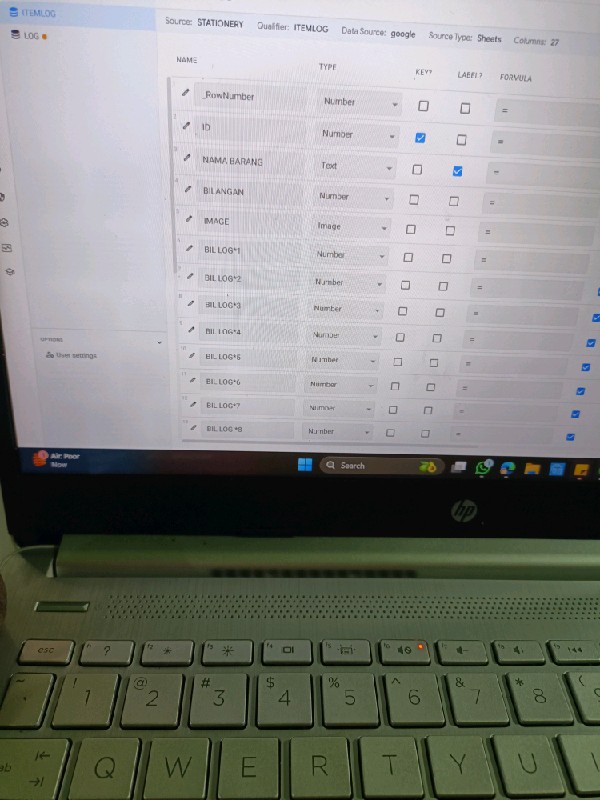 ITEMLOG
LOG
Source: STATIONERY Qualifier: ITEMLOG Data Source: google Source Type: Sheets Columns: 27
NAME TYPE KEY? LABEL? FORMULA
_RowNumber Number =
ID Number =
NAMA BARANG Text =
BILANGAN Number =
IMAGE Image =
BIL LOG*1 Number =
BIL LOG*2 Number =
BIL LOG*3 Number =
BIL LOG*4 Number =
BIL LOG*5 Number =
BIL LOG*6 Number =
BIL LOG*7 Number =
BIL LOG*8 Number =
OPTIONS
View settings
Air: Poor
Now
Search
hp
esc ?
~ ! 1 @ 2 # 3 $ 4 % 5 ^ 6 & 7 * 8 (
Q W E R T Y U